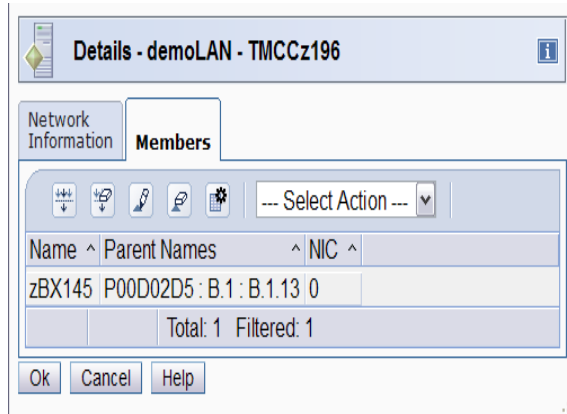 Details - demoLAN - TMCCz196
i
Network
Information
Members
--- Select Action ---
Name ^ Parent Names ^ NIC ^
zBX145 P00D02D5 : B.1 : B.1.13 0
Total: 1 Filtered: 1
Ok Cancel Help